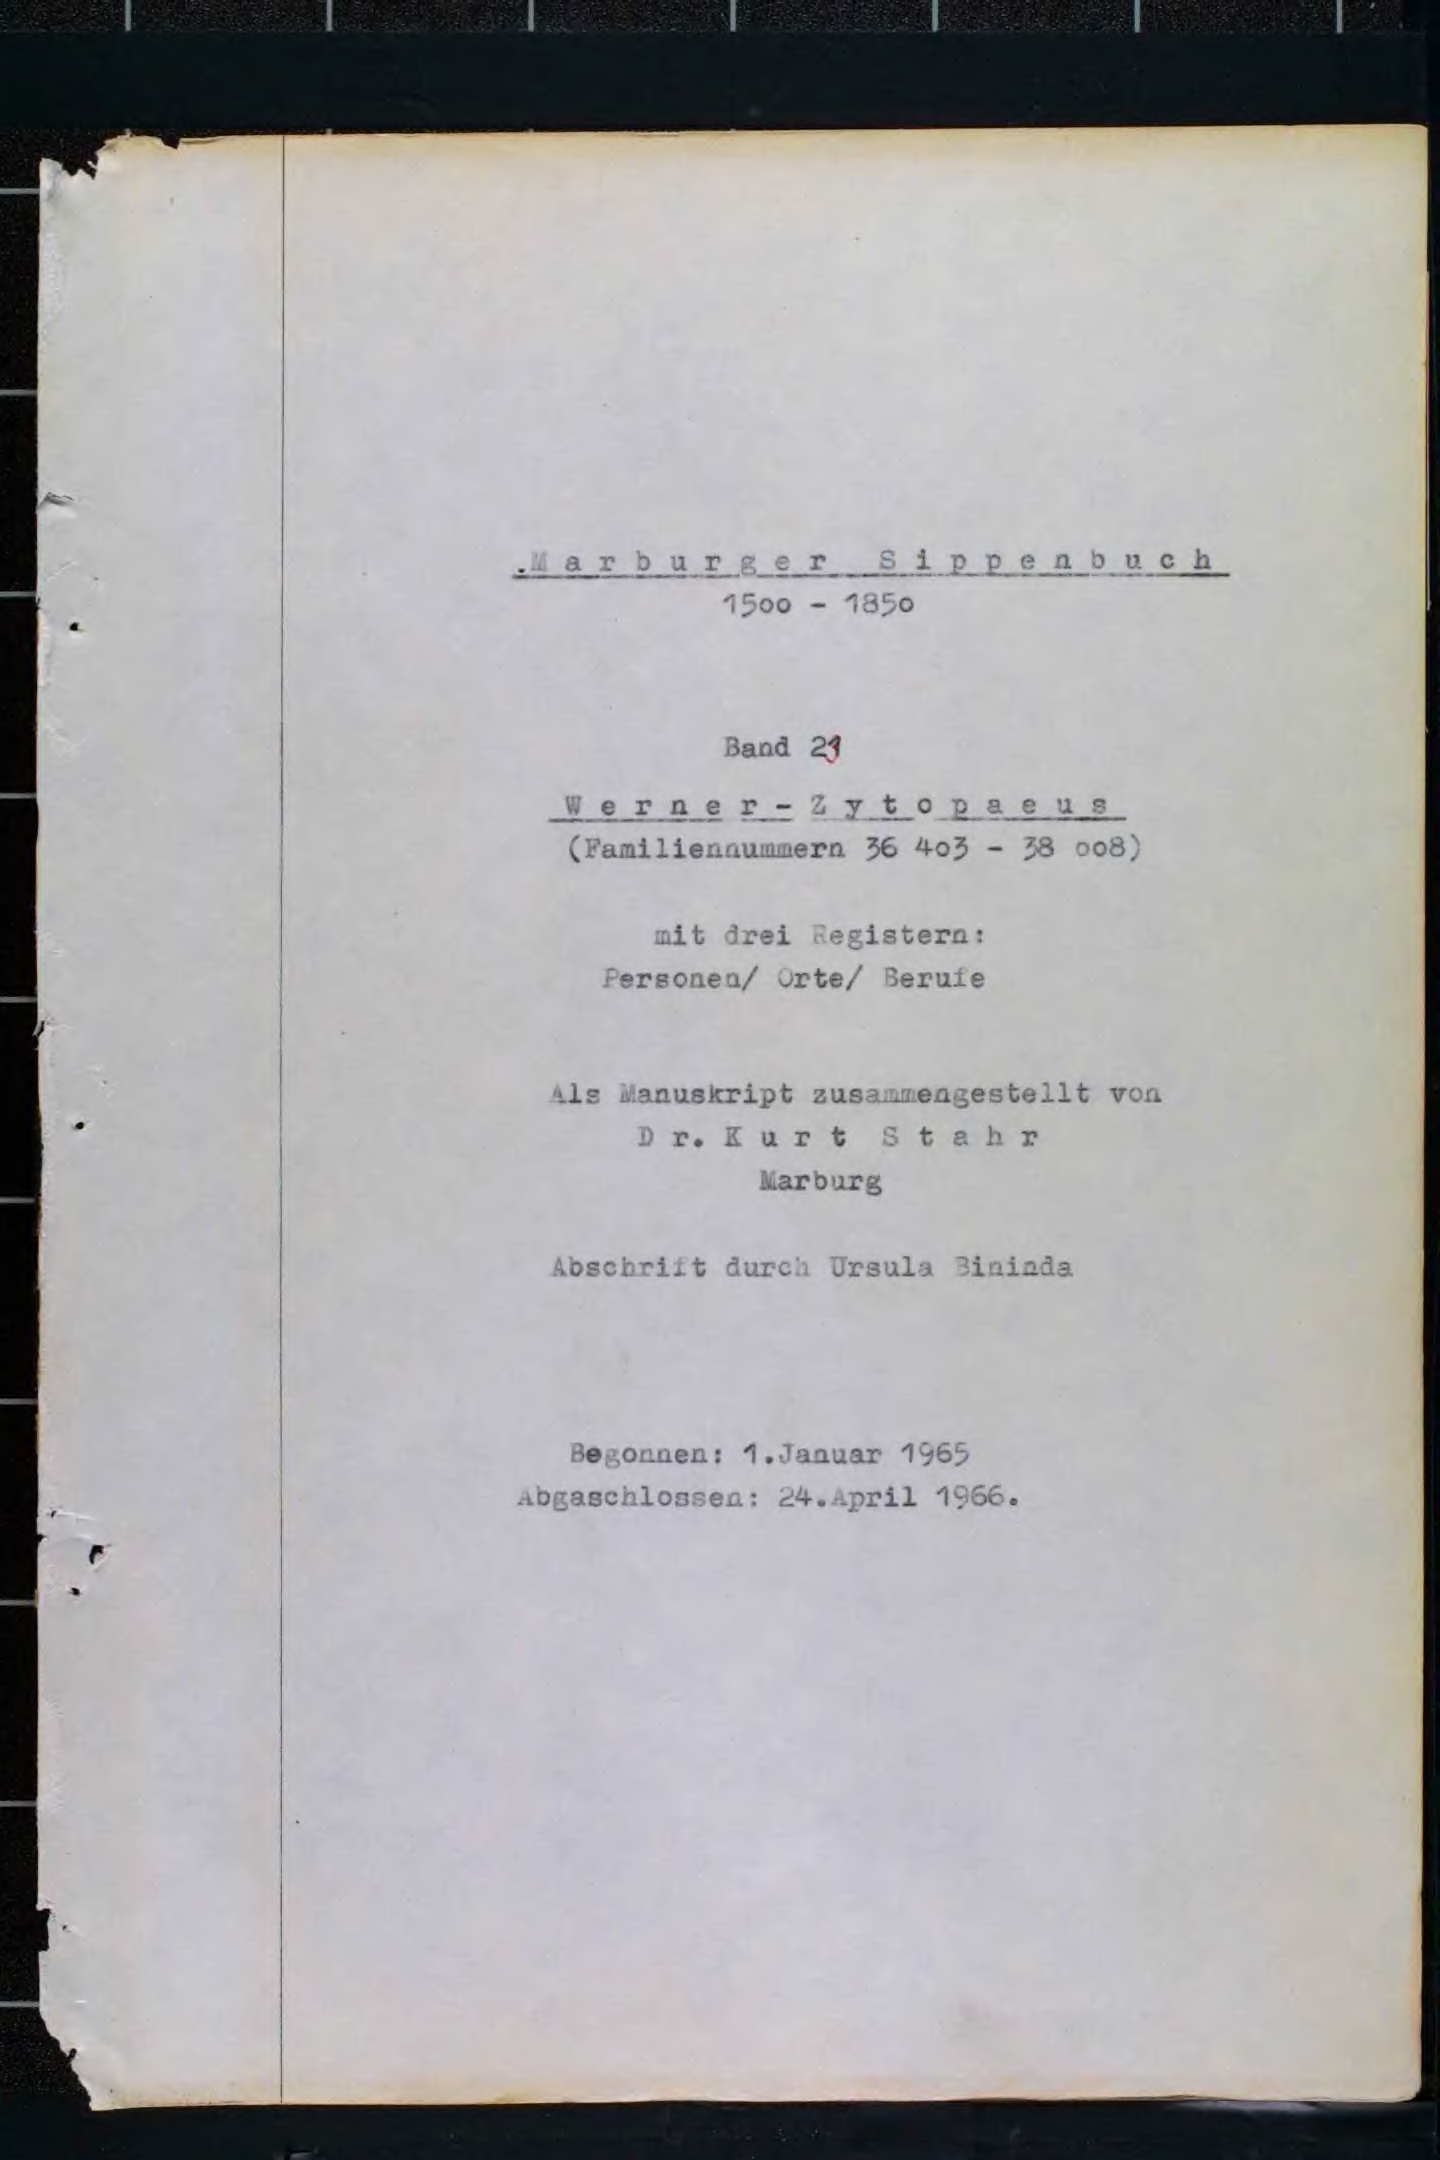 .Marburger Sippenbuch
1500 - 1850
Band 23
Werner-Zytopaeus
(Familiennummern 36 403 - 38 008)
mit drei Registern:
Personen/ Orte/ Berufe
Als Manuskript zusammengestellt von
Dr. Kurt Stahr
Marburg
Abschrift durch Ursula Bininda
Begonnen: 1.Januar 1965
Abgaschlossen: 24.April 1966.